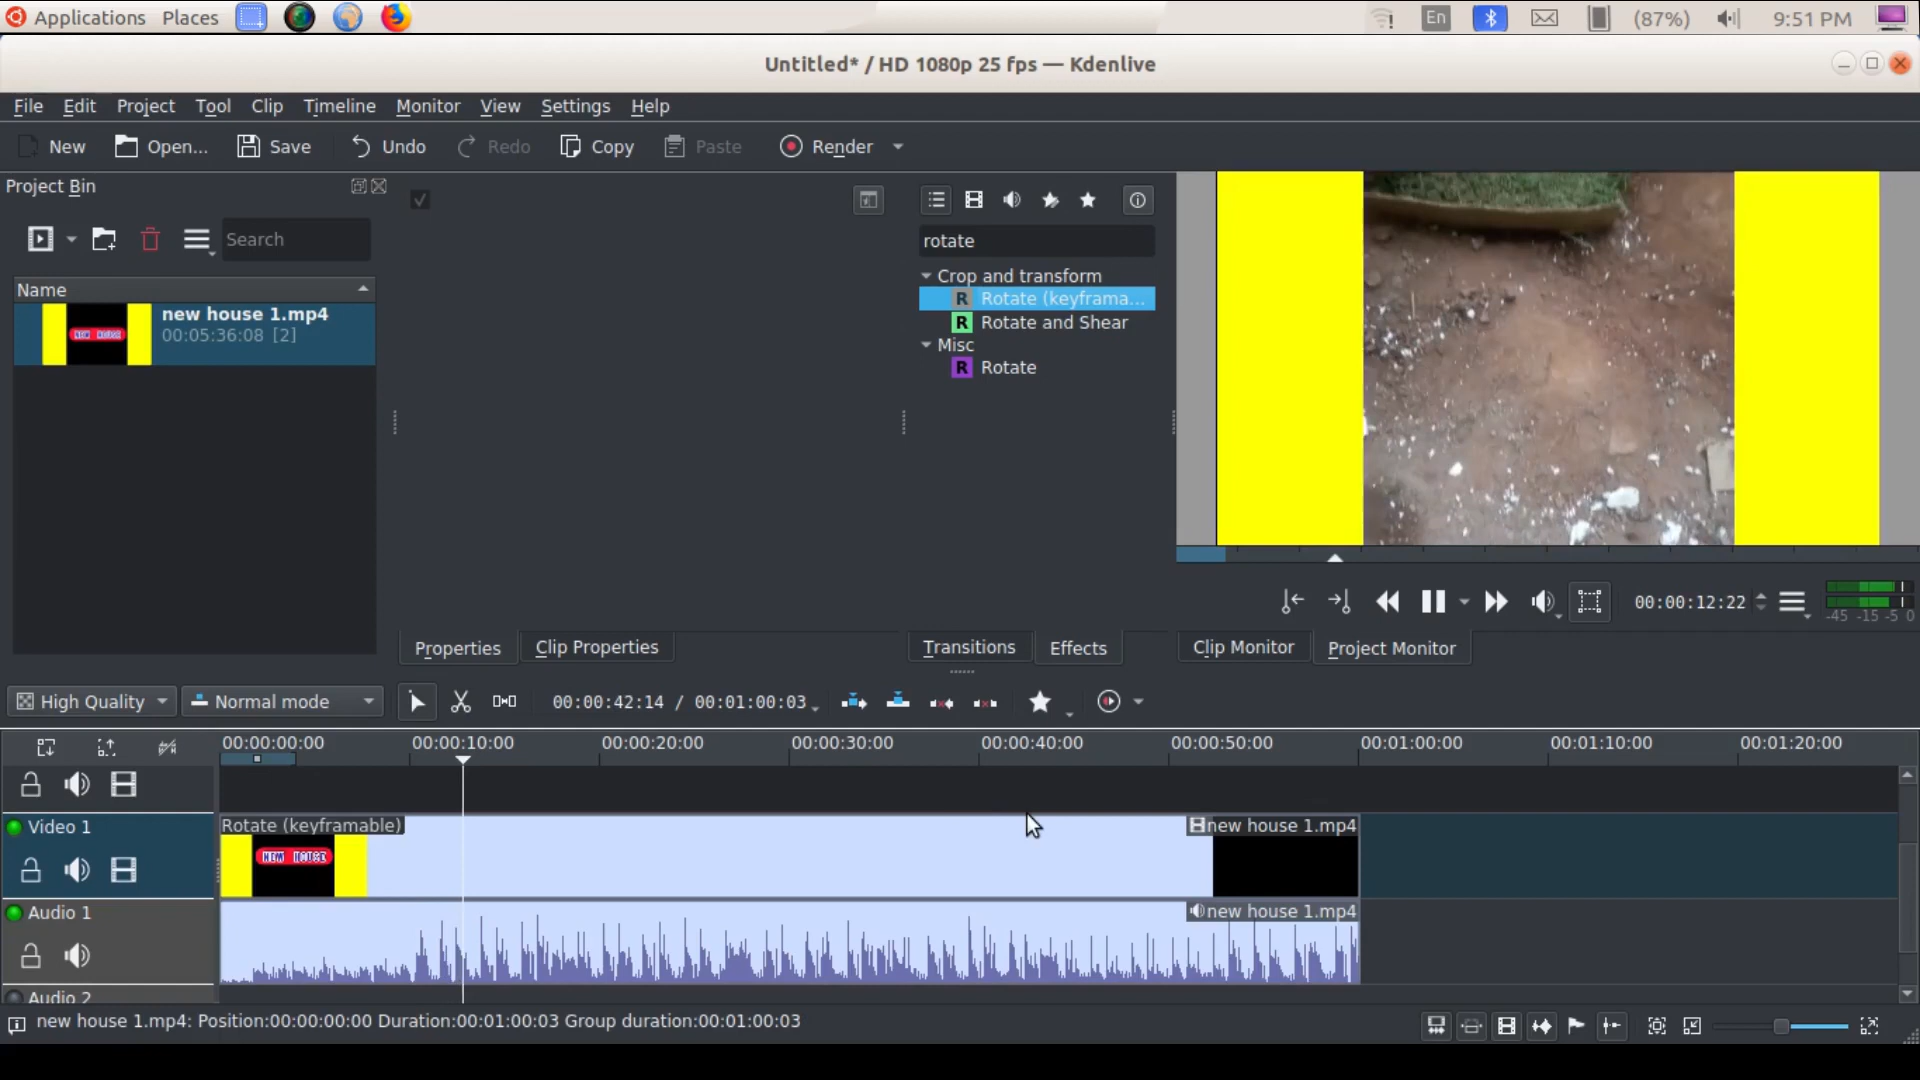 Applications Places En (87%) 9:51 PM
Untitled* / HD 1080p 25 fps — Kdenlive
File Edit Project Tool Clip Timeline Monitor View Settings Help
New Open... Save Undo Redo Copy Paste Render
Project Bin
Search
Name
new house 1.mp4
00:05:36:08 [2]
rotate
Crop and transform
R Rotate (keyframa...
R Rotate and Shear
Misc
R Rotate
00:00:12:22
-45 -15 -5 0
Properties Clip Properties Transitions Effects Clip Monitor Project Monitor
High Quality Normal mode 00:00:42:14 / 00:01:00:03
00:00:00:00 00:00:10:00 00:00:20:00 00:00:30:00 00:00:40:00 00:00:50:00 00:01:00:00 00:01:10:00 00:01:20:00
Video 1
Rotate (keyframable) new house 1.mp4
NEW HOUSE
Audio 1
new house 1.mp4
Audio 2
new house 1.mp4: Position:00:00:00:00 Duration:00:01:00:03 Group duration:00:01:00:03